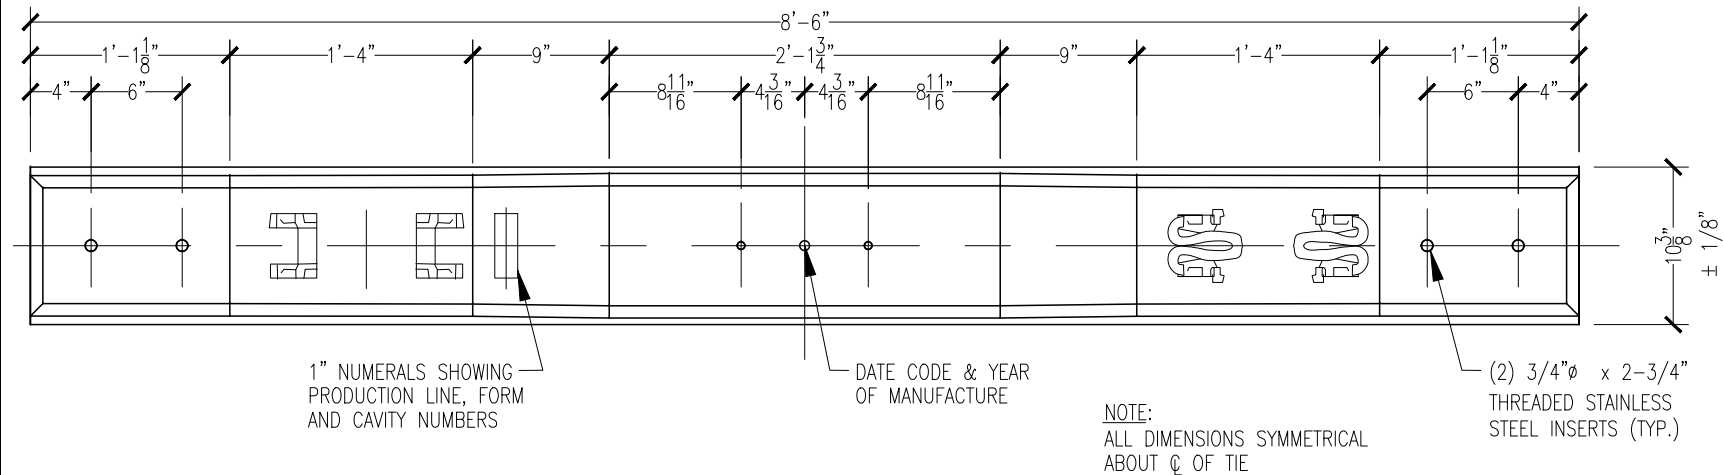 8'-6"
1'-1 1/8" 1'-4" 9" 2'-1 3/4" 9" 1'-4" 1'-1 1/8"
4" 6" 8 11/16" 4 3/16" 4 3/16" 8 11/16" 6" 4"
10 3/8"
± 1/8"
1" NUMERALS SHOWING
PRODUCTION LINE, FORM
AND CAVITY NUMBERS
DATE CODE & YEAR
OF MANUFACTURE
NOTE:
ALL DIMENSIONS SYMMETRICAL
ABOUT ℄ OF TIE
(2) 3/4"ø x 2-3/4"
THREADED STAINLESS
STEEL INSERTS (TYP.)